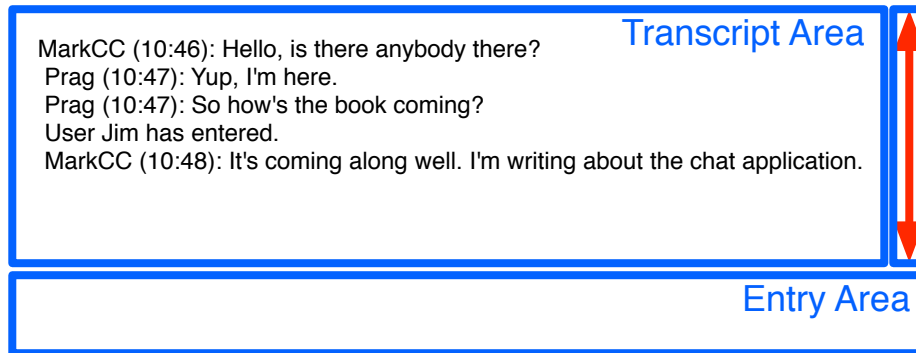 Transcript Area
MarkCC (10:46): Hello, is there anybody there?
Prag (10:47): Yup, I'm here.
Prag (10:47): So how's the book coming?
User Jim has entered.
MarkCC (10:48): It's coming along well. I'm writing about the chat application.
Entry Area